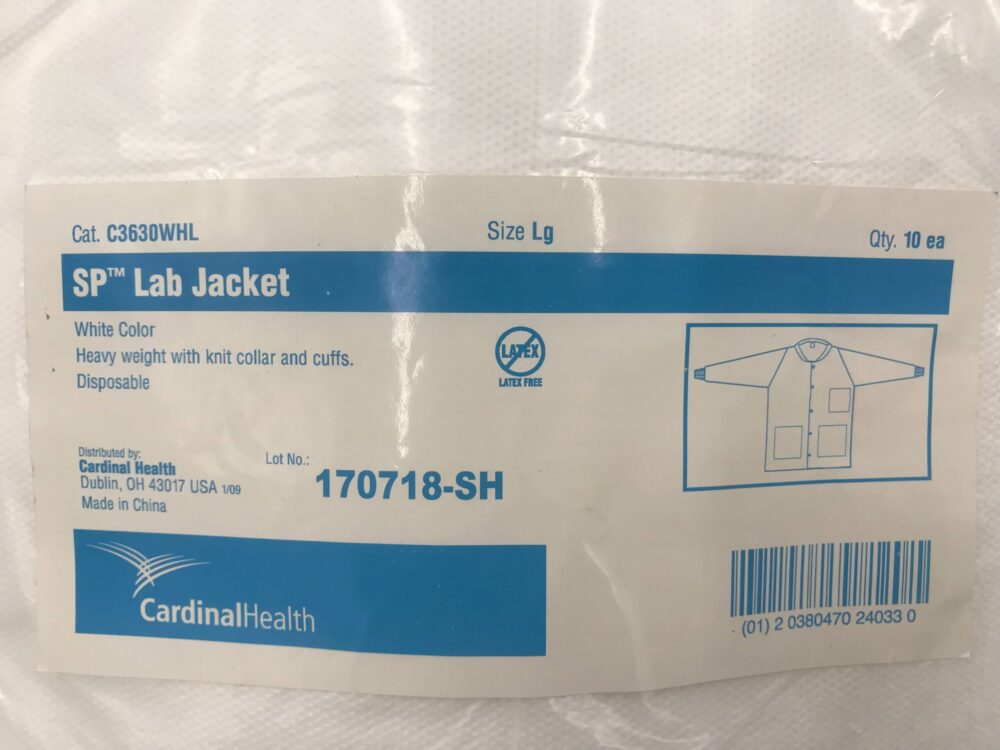 Cat. C3630WHL
Size Lg
Qty. 10 ea
SP™ Lab Jacket
White Color
Heavy weight with knit collar and cuffs.
Disposable
LATEX
LATEX FREE
Distributed by:
Cardinal Health
Dublin, OH 43017 USA 1/09
Made in China
Lot No.:
170718-SH
CardinalHealth
(01) 2 0380470 24033 0